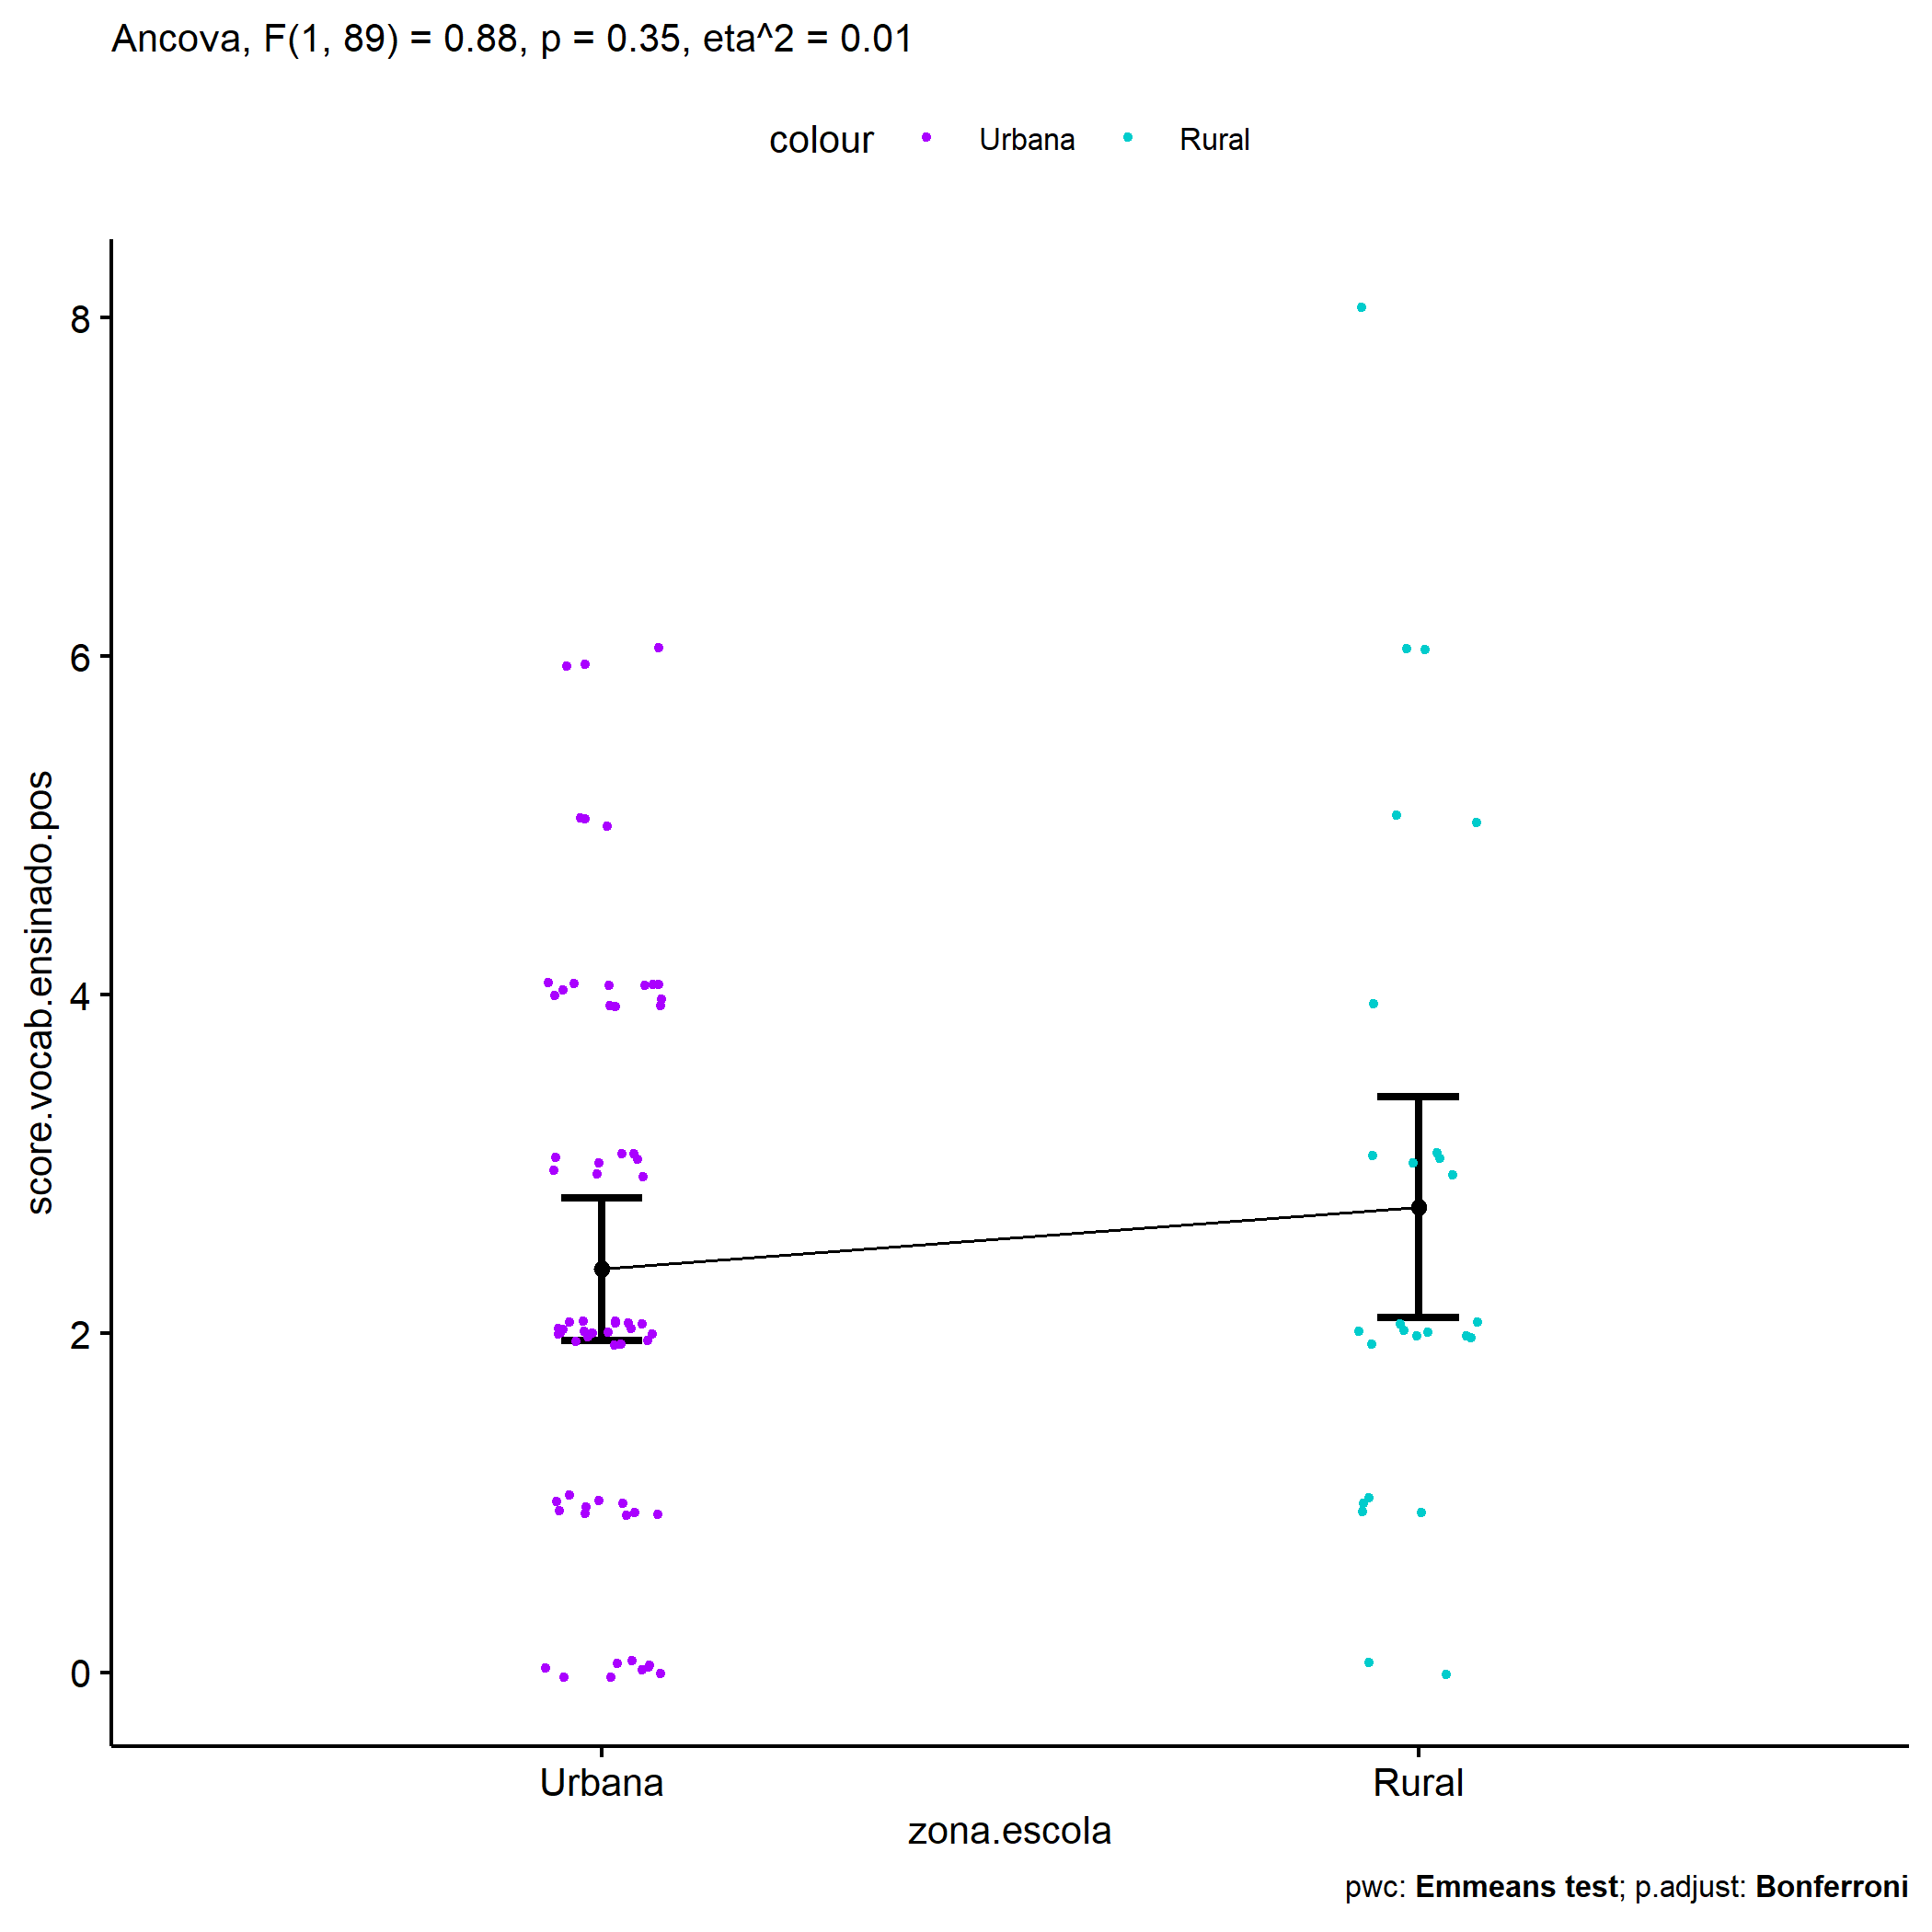 Ancova, F(1, 89) = 0.88, p = 0.35, eta^2 = 0.01
colour Urbana Rural
score.vocab.ensinado.pos
8
6
4
2
0
Urbana Rural
zona.escola
pwc: Emmeans test; p.adjust: Bonferroni